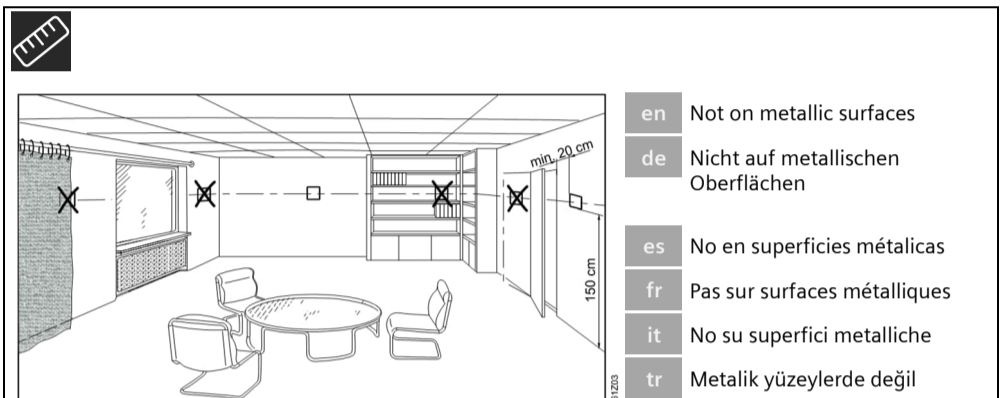 min. 20 cm
150 cm
61Z03
en Not on metallic surfaces
de Nicht auf metallischen
Oberflächen
es No en superficies métalicas
fr Pas sur surfaces métalliques
it No su superfici metalliche
tr Metalik yüzeylerde değil